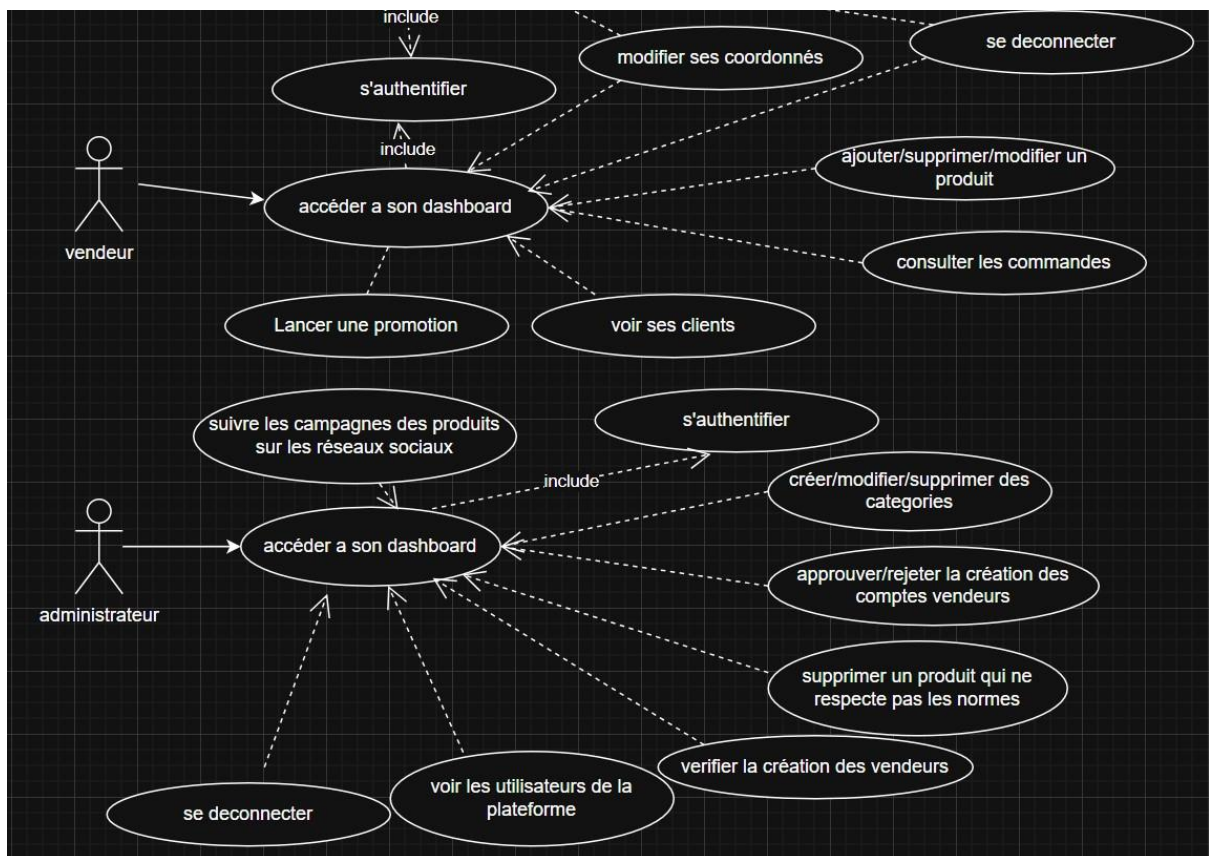 include
se deconnecter
modifier ses coordonnés
s'authentifier
include
ajouter/supprimer/modifier un
produit
accéder a son dashboard
vendeur
consulter les commandes
Lancer une promotion
voir ses clients
suivre les campagnes des produits
sur les réseaux sociaux
s'authentifier
include
créer/modifier/supprimer des
categories
accéder a son dashboard
approuver/rejeter la création des
comptes vendeurs
administrateur
supprimer un produit qui ne
respecte pas les normes
verifier la création des vendeurs
voir les utilisateurs de la
plateforme
se deconnecter